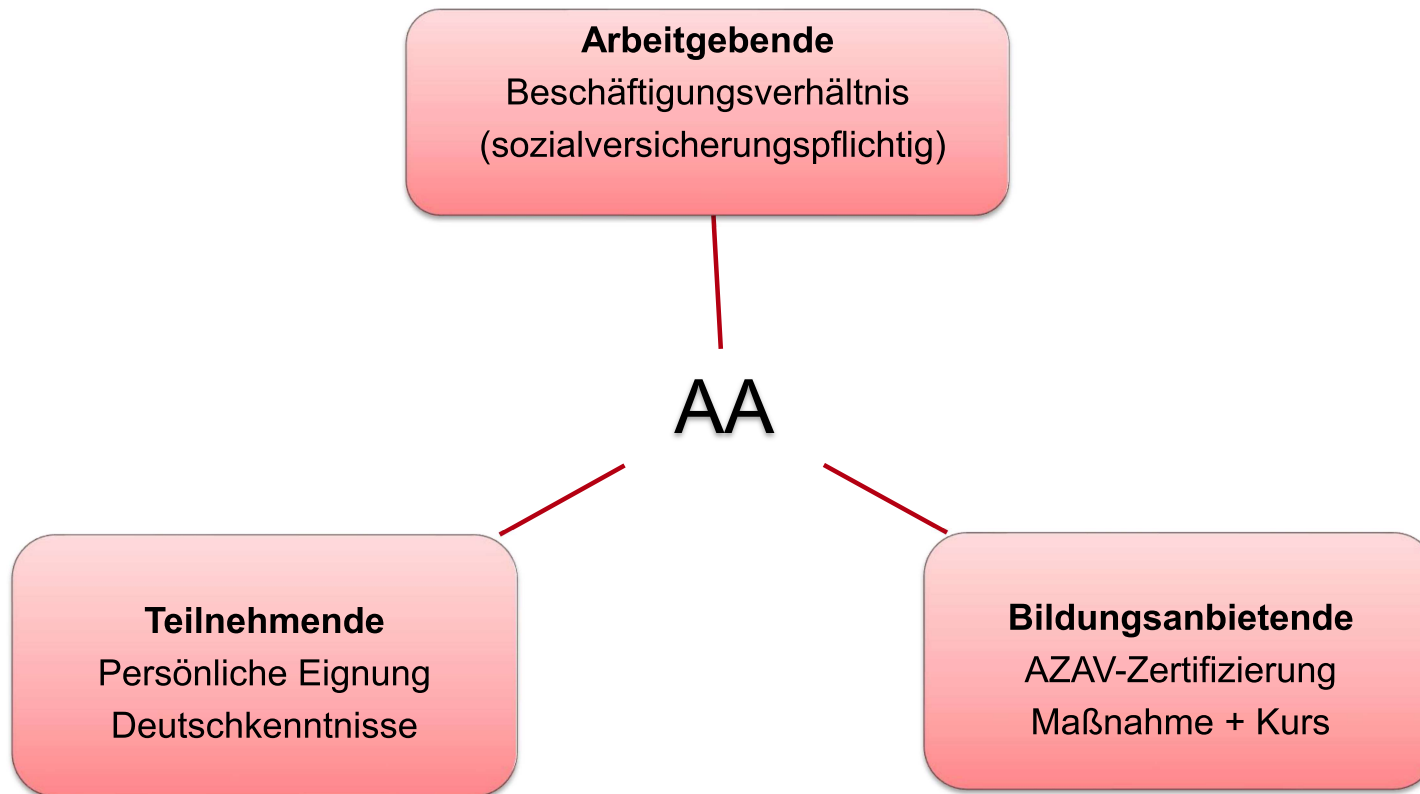 Arbeitgebende
Beschäftigungsverhältnis
(sozialversicherungspflichtig)
AA
Teilnehmende
Persönliche Eignung
Deutschkenntnisse
Bildungsanbietende
AZAV-Zertifizierung
Maßnahme + Kurs